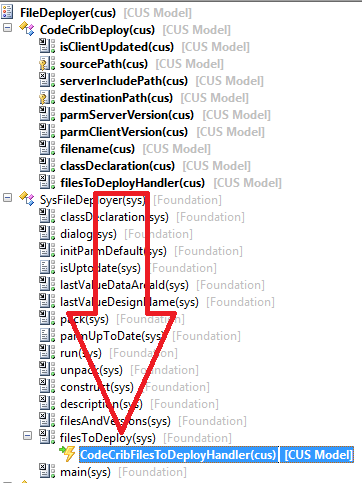 FileDeployer(cus) [CUS Model]
CodeCribDeploy(cus) [CUS Model]
isClientUpdated(cus) [CUS Model]
sourcePath(cus) [CUS Model]
serverIncludePath(cus) [CUS Model]
destinationPath(cus) [CUS Model]
parmServerVersion(cus) [CUS Model]
parmClientVersion(cus) [CUS Model]
filename(cus) [CUS Model]
classDeclaration(cus) [CUS Model]
filesToDeployHandler(cus) [CUS Model]
SysFileDeployer(sys) [Foundation]
classDeclaration(sys) [Foundation]
dialog(sys) [Foundation]
initParmDefault(sys) [Foundation]
isUptodate(sys) [Foundation]
lastValueDataAreaId(sys) [Foundation]
lastValueDesignName(sys) [Foundation]
pack(sys) [Foundation]
parmUpToDate(sys) [Foundation]
run(sys) [Foundation]
unpack(sys) [Foundation]
construct(sys) [Foundation]
description(sys) [Foundation]
filesAndVersions(sys) [Foundation]
filesToDeploy(sys) [Foundation]
CodeCribFilesToDeployHandler(cus) [CUS Model]
main(sys) [Foundation]